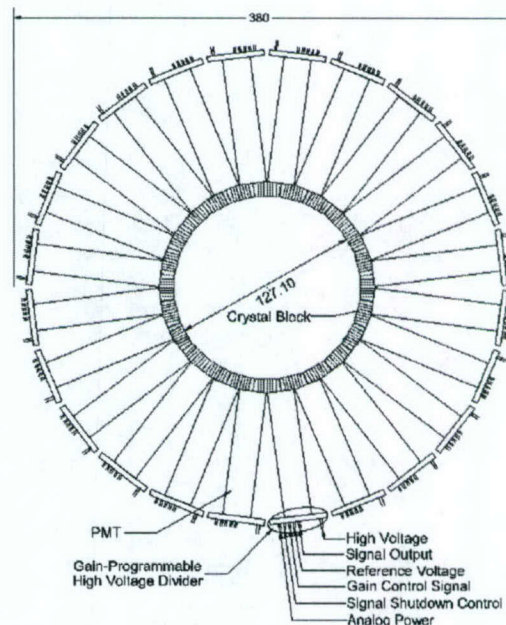 380
127.10
Crystal Block
PMT
Gain-Programmable
High Voltage Divider
High Voltage
Signal Output
Reference Voltage
Gain Control Signal
Signal Shutdown Control
Analog Power